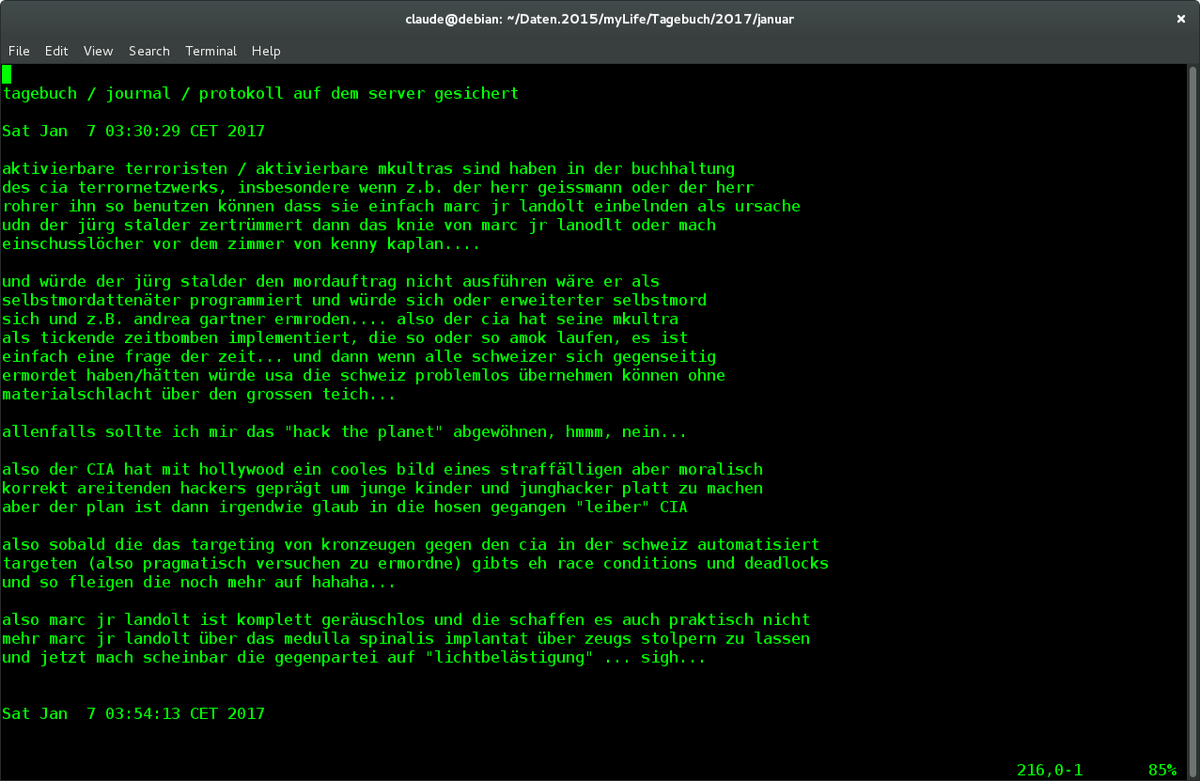 claude@debian: ~/Daten.2015/myLife/Tagebuch/2017/januar
File Edit View Search Terminal Help
tagebuch / journal / protokoll auf dem server gesichert
Sat Jan  7 03:30:29 CET 2017
aktivierbare terroristen / aktivierbare mkultras sind haben in der buchhaltung
des cia terrornetzwerks, insbesondere wenn z.b. der herr geissmann oder der herr
rohrer ihn so benutzen können dass sie einfach marc jr landolt einbelnden als ursache
udn der jürg stalder zertrümmert dann das knie von marc jr lanodlt oder mach
einschusslöcher vor dem zimmer von kenny kaplan....
und würde der jürg stalder den mordauftrag nicht ausführen wäre er als
selbstmordattenäter programmiert und würde sich oder erweiterter selbstmord
sich und z.B. andrea gartner ermroden.... also der cia hat seine mkultra
als tickende zeitbomben implementiert, die so oder so amok laufen, es ist
einfach eine frage der zeit... und dann wenn alle schweizer sich gegenseitig
ermordet haben/hätten würde usa die schweiz problemlos übernehmen können ohne
materialschlacht über den grossen teich...
allenfalls sollte ich mir das "hack the planet" abgewöhnen, hmmm, nein...
also der CIA hat mit hollywood ein cooles bild eines straffälligen aber moralisch
korrekt areitenden hackers geprägt um junge kinder und junghacker platt zu machen
aber der plan ist dann irgendwie glaub in die hosen gegangen "leiber" CIA
also sobald die das targeting von kronzeugen gegen den cia in der schweiz automatisiert
targeten (also pragmatisch versuchen zu ermordne) gibts eh race conditions und deadlocks
und so fleigen die noch mehr auf hahaha...
also marc jr landolt ist komplett geräuschlos und die schaffen es auch praktisch nicht
mehr marc jr landolt über das medulla spinalis implantat über zeugs stolpern zu lassen
und jetzt mach scheinbar die gegenpartei auf "lichtbelästigung" ... sigh...
Sat Jan  7 03:54:13 CET 2017
216,0-1 85%